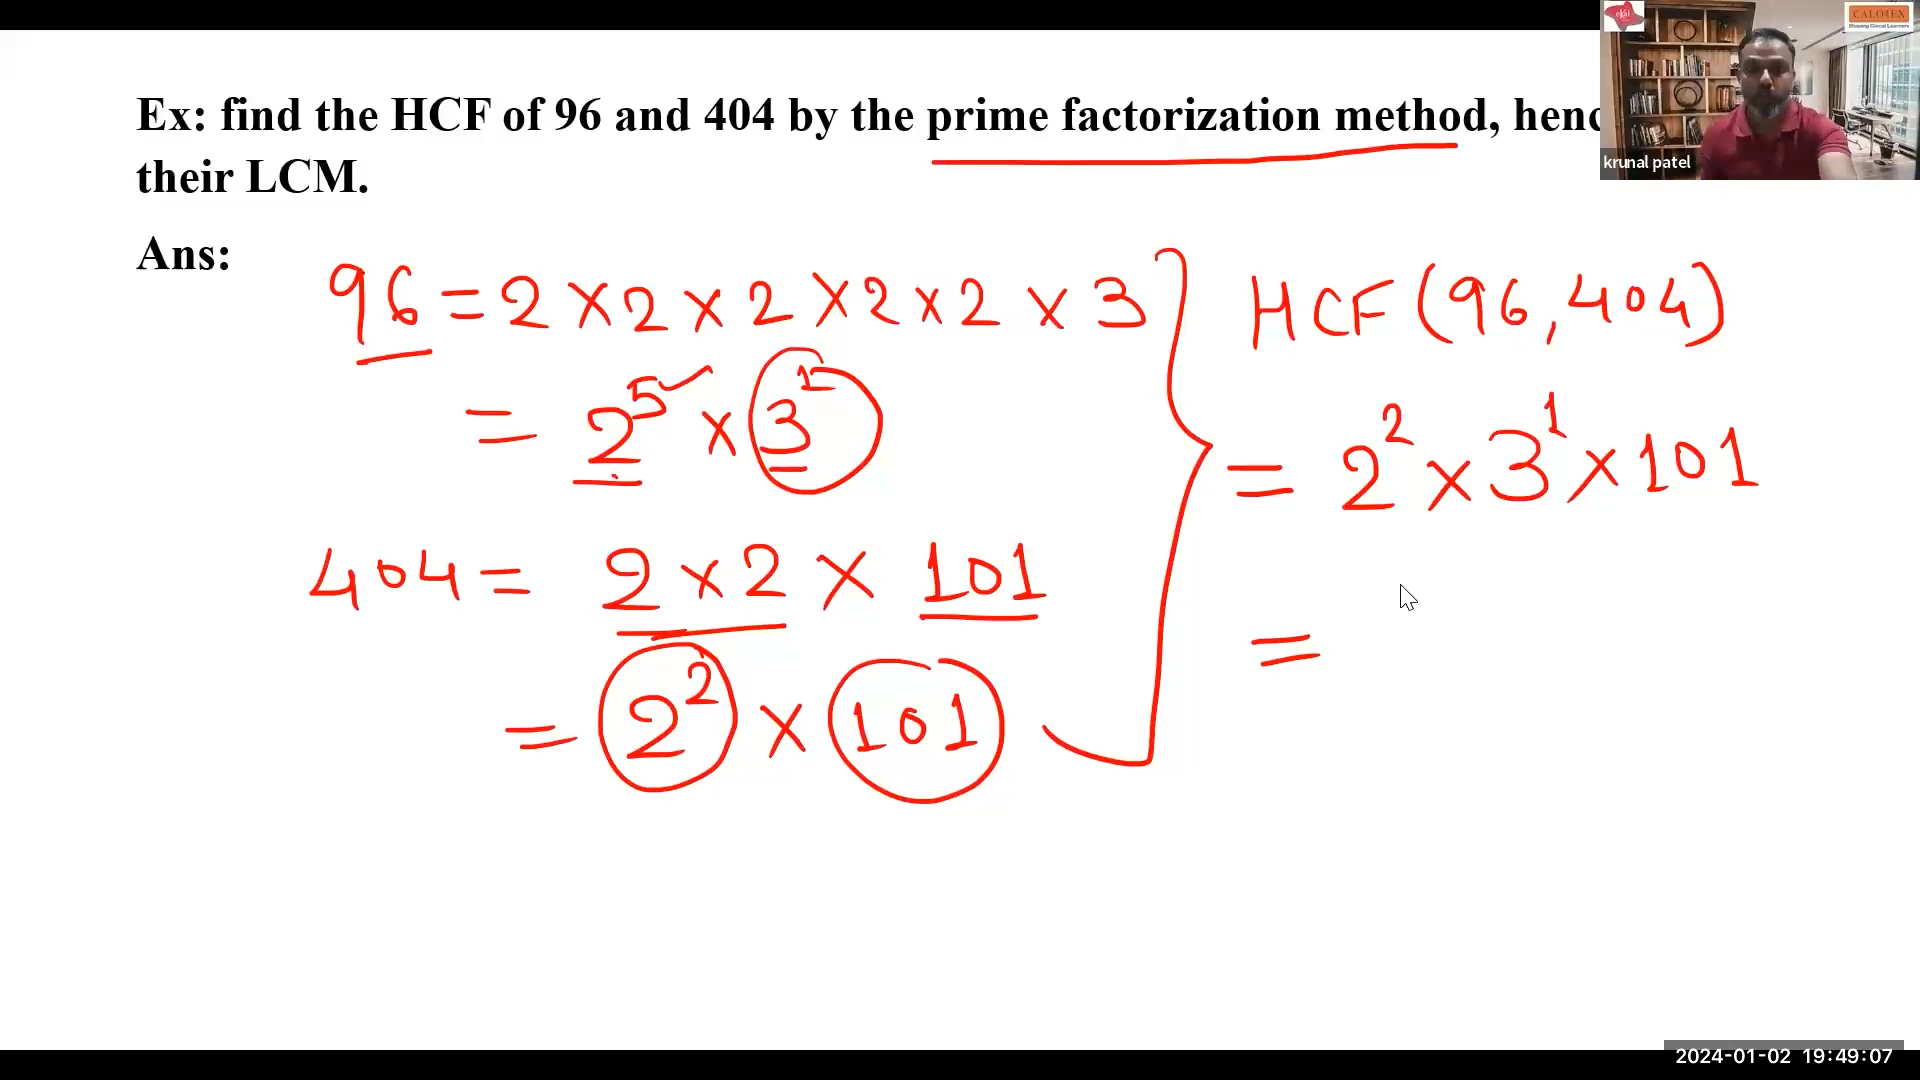 Ex: find the HCF of 96 and 404 by the prime factorization method, henc
their LCM.
Ans:
96 = 2 × 2 × 2 × 2 × 2 × 3
= 2⁵ × 3¹
404 = 2 × 2 × 101
= 2² × 101
HCF (96, 404)
= 2² × 3¹ × 101
=
krunal patel
CALOREX
2024-01-02 19:49:07